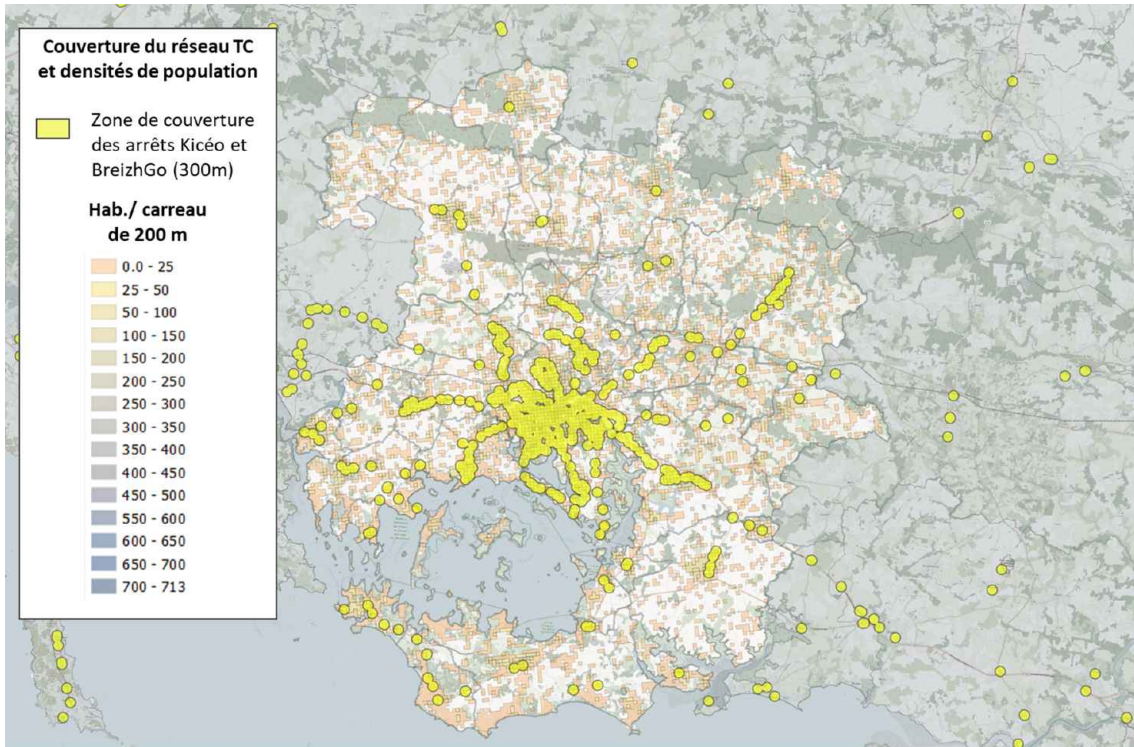 Couverture du réseau TC
et densités de population
Zone de couverture
des arrêts Kicéo et
BreizhGo (300m)
Hab./ carreau
de 200 m
0.0 - 25
25 - 50
50 - 100
100 - 150
150 - 200
200 - 250
250 - 300
300 - 350
350 - 400
400 - 450
450 - 500
550 - 600
600 - 650
650 - 700
700 - 713